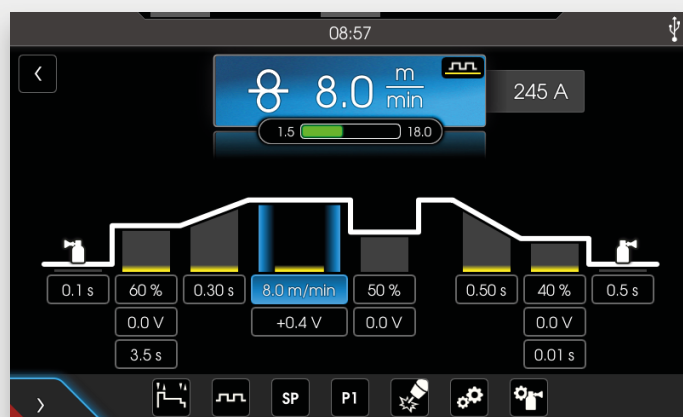 08:57
8.0 m/min
245 A
1.5 18.0
0.1 s 60 % 0.30 s 8.0 m/min 50 % 0.50 s 40 % 0.5 s
0.0 V +0.4 V 0.0 V 0.0 V
3.5 s 0.01 s
SP P1